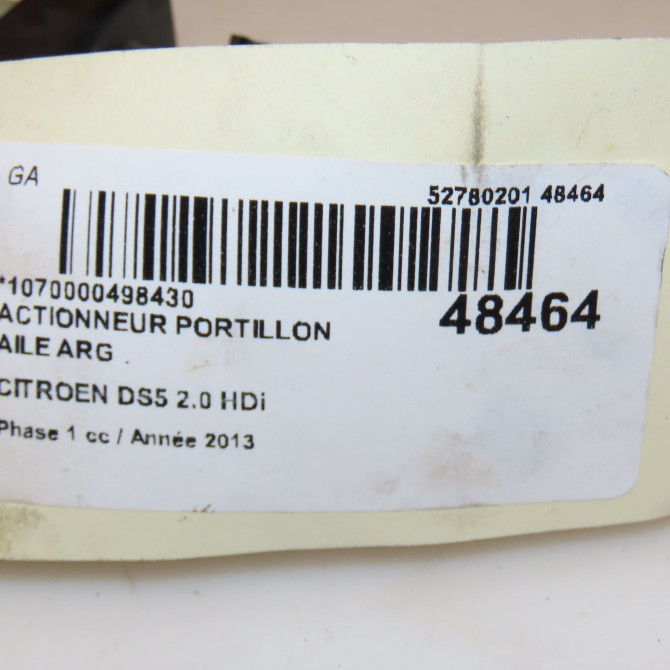 GA
52780201 48464
*1070000498430
48464
ACTIONNEUR PORTILLON
AILE ARG
CITROEN DS5 2.0 HDi
Phase 1 cc / Année 2013